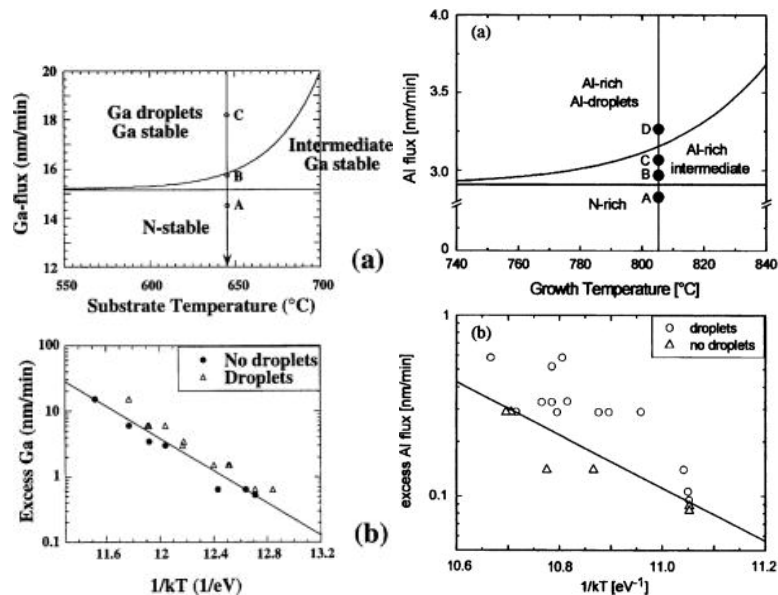 20
18
16
14
12
550
600
650
700
Ga-flux (nm/min)
Substrate Temperature (°C)
Ga droplets
Ga stable
C
Intermediate
Ga stable
B
A
N-stable
(a)
(a)
4.0
3.5
3.0
0
740
760
780
800
820
840
Al flux [nm/min]
Growth Temperature [°C]
Al-rich
Al-droplets
D
C
B
A
Al-rich
intermediate
N-rich
100
10
1
0.1
11.6
12
12.4
12.8
13.2
Excess Ga (nm/min)
1/kT (1/eV)
No droplets
Droplets
(b)
(b)
1
0.1
10.6
10.8
11.0
11.2
excess Al flux [nm/min]
1/kT [eV⁻¹]
droplets
no droplets